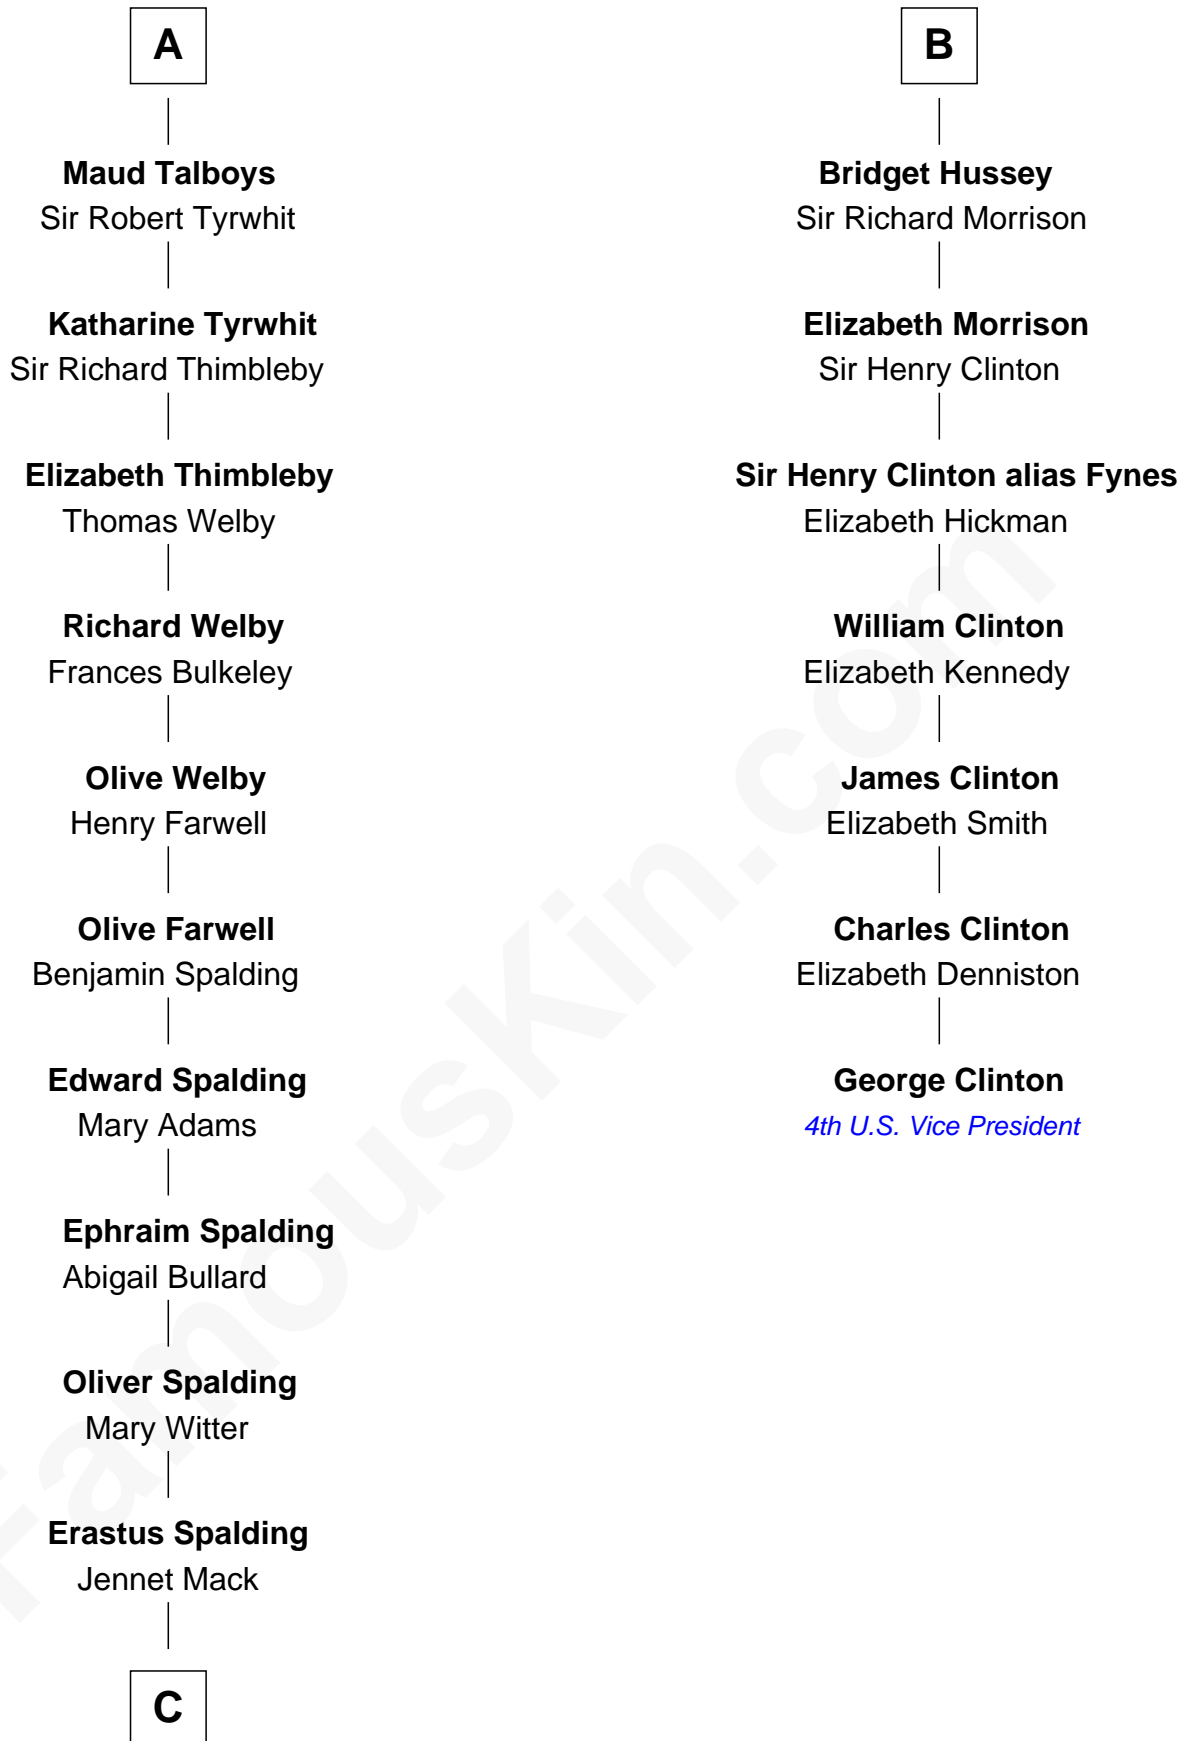 A
Maud Talboys
Sir Robert Tyrwhit
Katharine Tyrwhit
Sir Richard Thimbleby
Elizabeth Thimbleby
Thomas Welby
Richard Welby
Frances Bulkeley
Olive Welby
Henry Farwell
Olive Farwell
Benjamin Spalding
Edward Spalding
Mary Adams
Ephraim Spalding
Abigail Bullard
Oliver Spalding
Mary Witter
Erastus Spalding
Jennet Mack
C
B
Bridget Hussey
Sir Richard Morrison
Elizabeth Morrison
Sir Henry Clinton
Sir Henry Clinton alias Fynes
Elizabeth Hickman
William Clinton
Elizabeth Kennedy
James Clinton
Elizabeth Smith
Charles Clinton
Elizabeth Denniston
George Clinton
4th U.S. Vice President
FamousKin.com